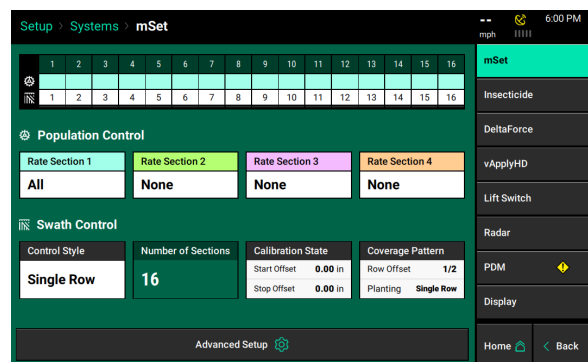 Setup > Systems > mSet
-- 6:00 PM
mph
1 2 3 4 5 6 7 8 9 10 11 12 13 14 15 16
1 2 3 4 5 6 7 8 9 10 11 12 13 14 15 16
Population Control
Rate Section 1 Rate Section 2 Rate Section 3 Rate Section 4
All None None None
Swath Control
Control Style Number of Sections Calibration State Coverage Pattern
Single Row 16 Start Offset 0.00 in Row Offset 1/2
Stop Offset 0.00 in Planting Single Row
Advanced Setup
mSet
Insecticide
DeltaForce
vApplyHD
Lift Switch
Radar
PDM
Display
Home < Back